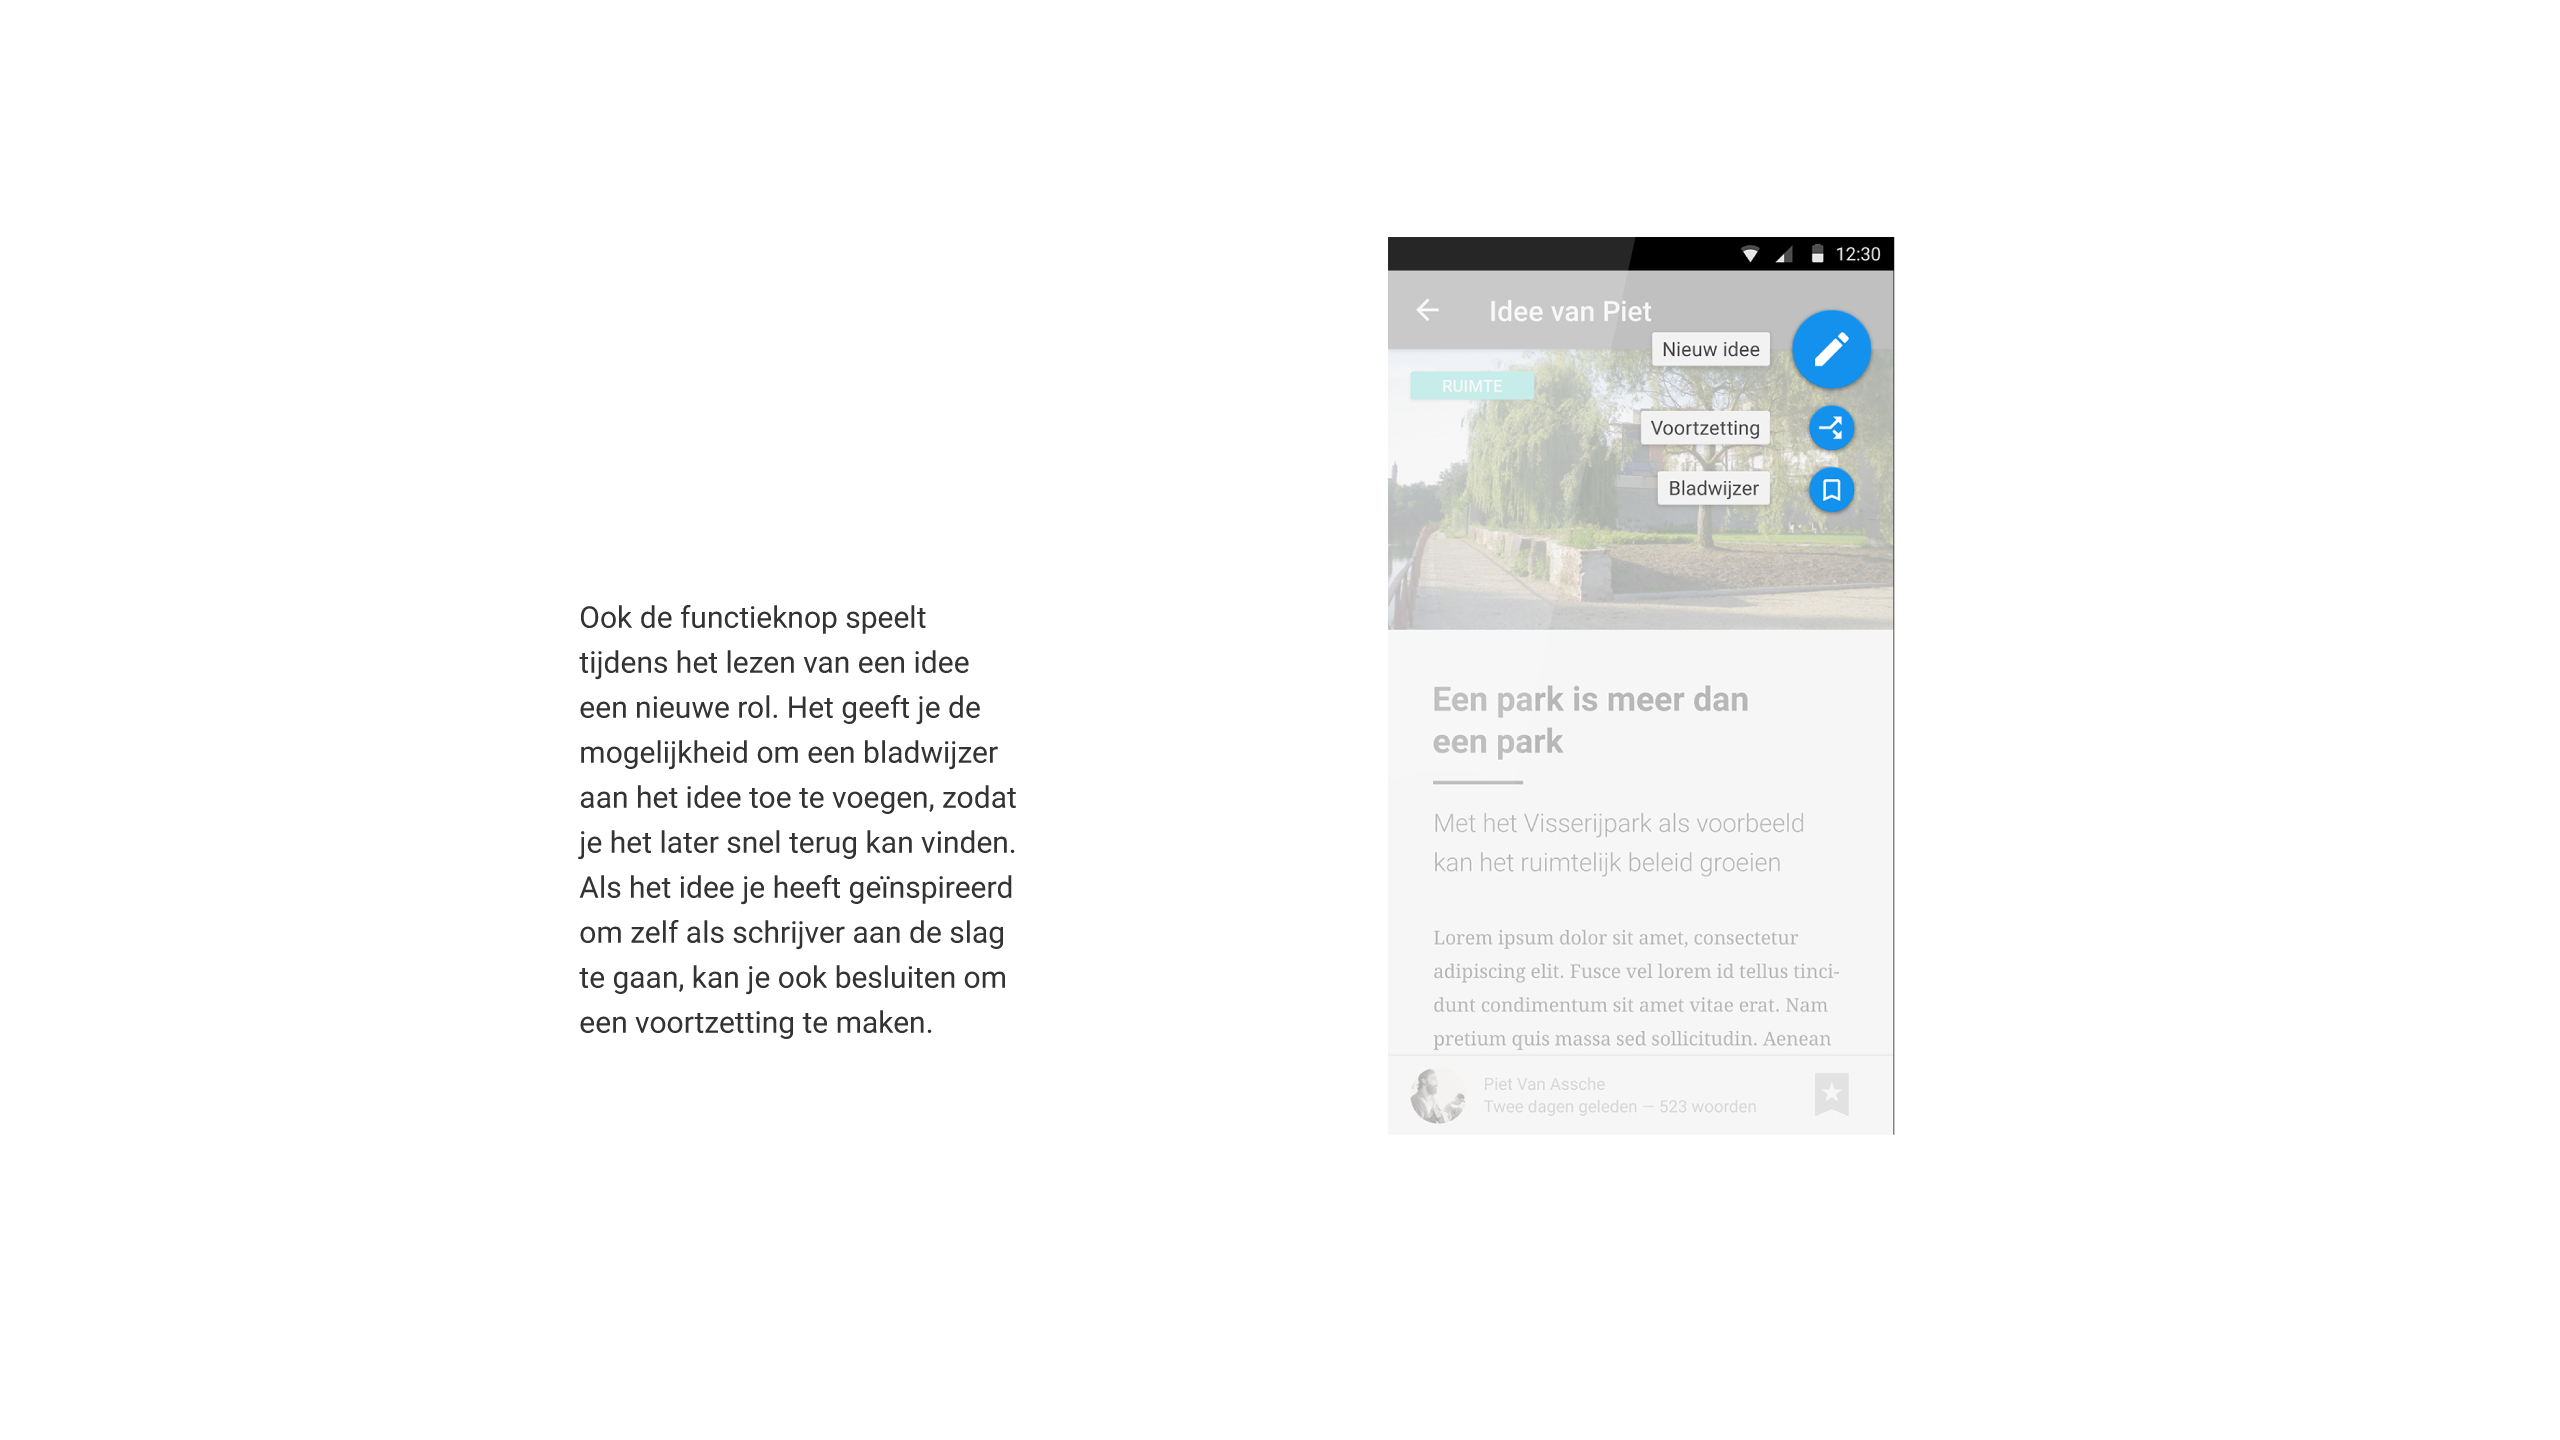 Ook de functieknop speelt
tijdens het lezen van een idee
een nieuwe rol. Het geeft je de
mogelijkheid om een bladwijzer
aan het idee toe te voegen, zodat
je het later snel terug kan vinden.
Als het idee je heeft geïnspireerd
om zelf als schrijver aan de slag
te gaan, kan je ook besluiten om
een voortzetting te maken.
12:30
Idee van Piet
Nieuw idee
RUIMTE
Voortzetting
Bladwijzer
Een park is meer dan
een park
Met het Visserijpark als voorbeeld
kan het ruimtelijk beleid groeien
Lorem ipsum dolor sit amet, consectetur
adipiscing elit. Fusce vel lorem id tellus tinci-
dunt condimentum sit amet vitae erat. Nam
pretium quis massa sed sollicitudin. Aenean
Piet Van Assche
Twee dagen geleden — 523 woorden